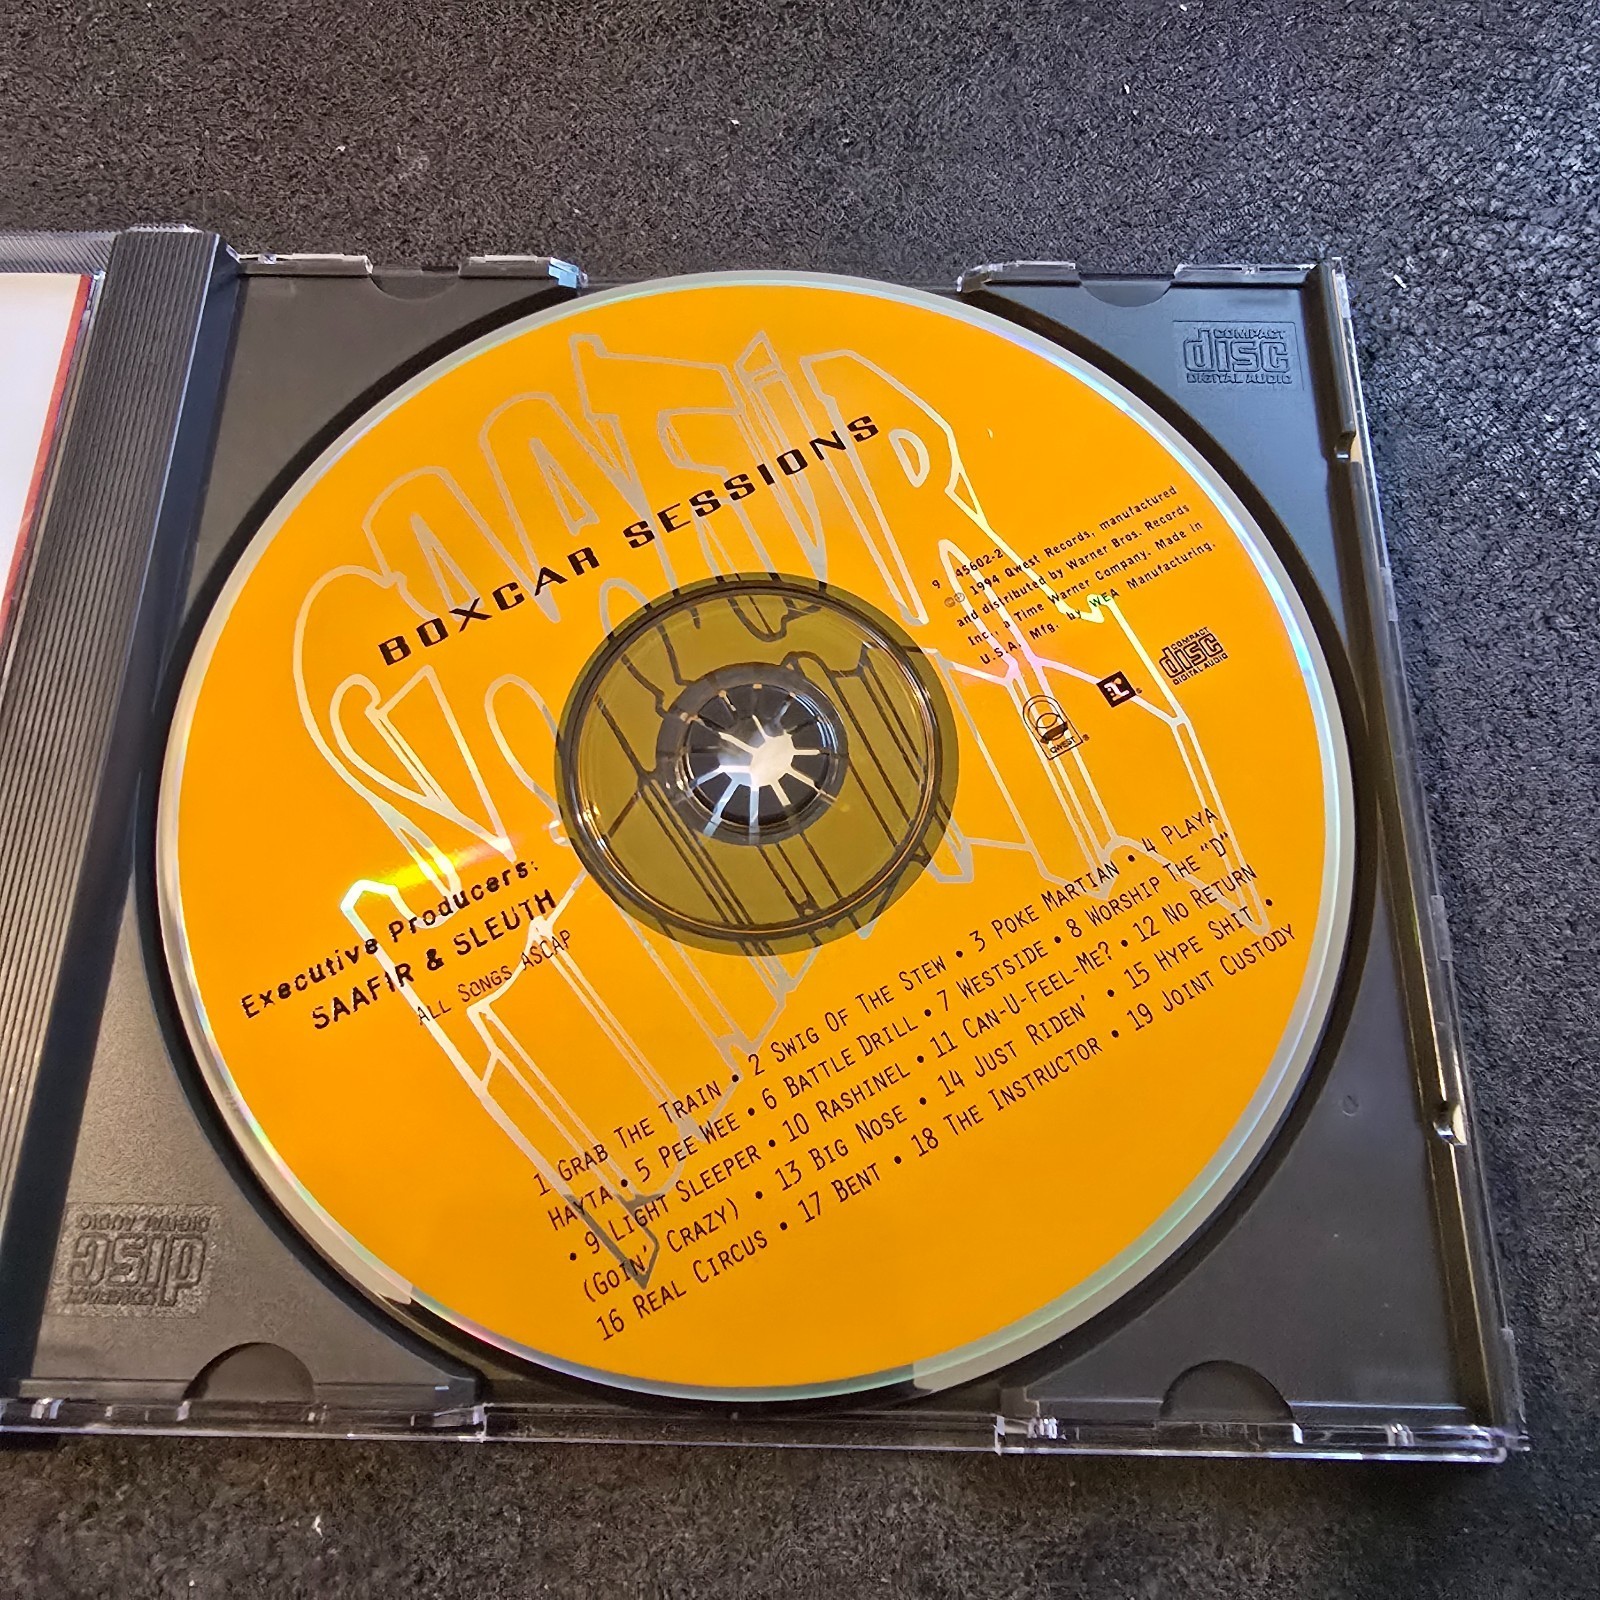 SAAFIR
BOXCAR SESSIONS
9 45602-2
℗© 1994 Qwest Records, manufactured
and distributed by Warner Bros. Records
Inc., a Time Warner Company. Made in
U.S.A. Mfg. by WEA Manufacturing.
COMPACT
disc
DIGITAL AUDIO
QWEST
Executive Producers:
SAAFIR & SLEUTH
ALL SONGS ASCAP
1 GRAB THE TRAIN • 2 SWIG OF THE STEW • 3 POKE MARTIAN • 4 PLAYA
HAYTA • 5 PEE WEE • 6 BATTLE DRILL • 7 WESTSIDE • 8 WORSHIP THE "D"
• 9 LIGHT SLEEPER • 10 RASHINEL • 11 CAN-U-FEEL-ME? • 12 NO RETURN
(GOIN' CRAZY) • 13 BIG NOSE • 14 JUST RIDEN' • 15 HYPE SHIT •
16 REAL CIRCUS • 17 BENT • 18 THE INSTRUCTOR • 19 JOINT CUSTODY
COMPACT
disc
DIGITAL AUDIO
COMPACT
disc
DIGITAL AUDIO